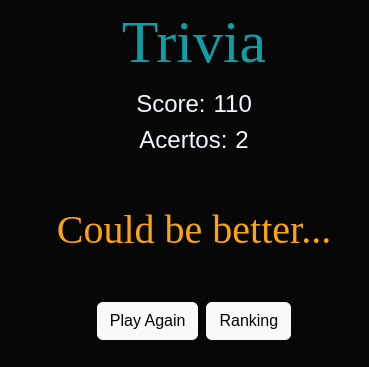 Trivia
Score: 110
Acertos: 2
Could be better...
Play Again Ranking